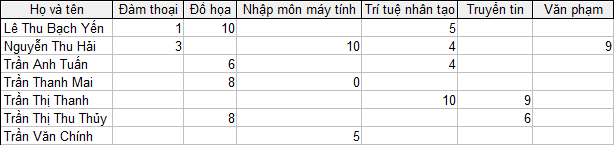 Họ và tên Đàm thoại Đồ họa Nhập môn máy tính Trí tuệ nhân tạo Truyền tin Văn phạm
Lê Thu Bạch Yến 1 10 5
Nguyễn Thu Hải 3 10 4 9
Trần Anh Tuấn 6 4
Trần Thanh Mai 8 0
Trần Thị Thanh 10 9
Trần Thị Thu Thủy 8 6
Trần Văn Chính 5